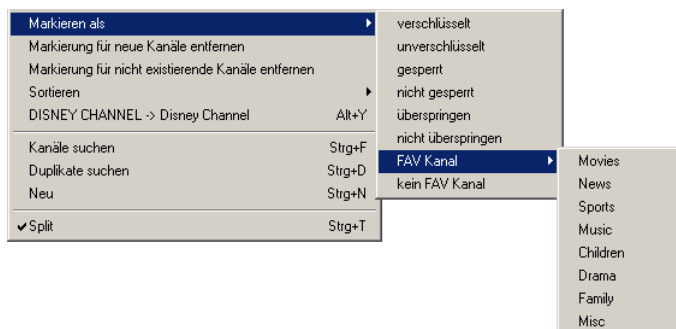 Markieren als
Markierung für neue Kanäle entfernen
Markierung für nicht existierende Kanäle entfernen
Sortieren
DISNEY CHANNEL -> Disney Channel Alt+Y
Kanäle suchen Strg+F
Duplikate suchen Strg+D
Neu Strg+N
Split Strg+T
verschlüsselt
unverschlüsselt
gesperrt
nicht gesperrt
überspringen
nicht überspringen
FAV Kanal
kein FAV Kanal
Movies
News
Sports
Music
Children
Drama
Family
Misc